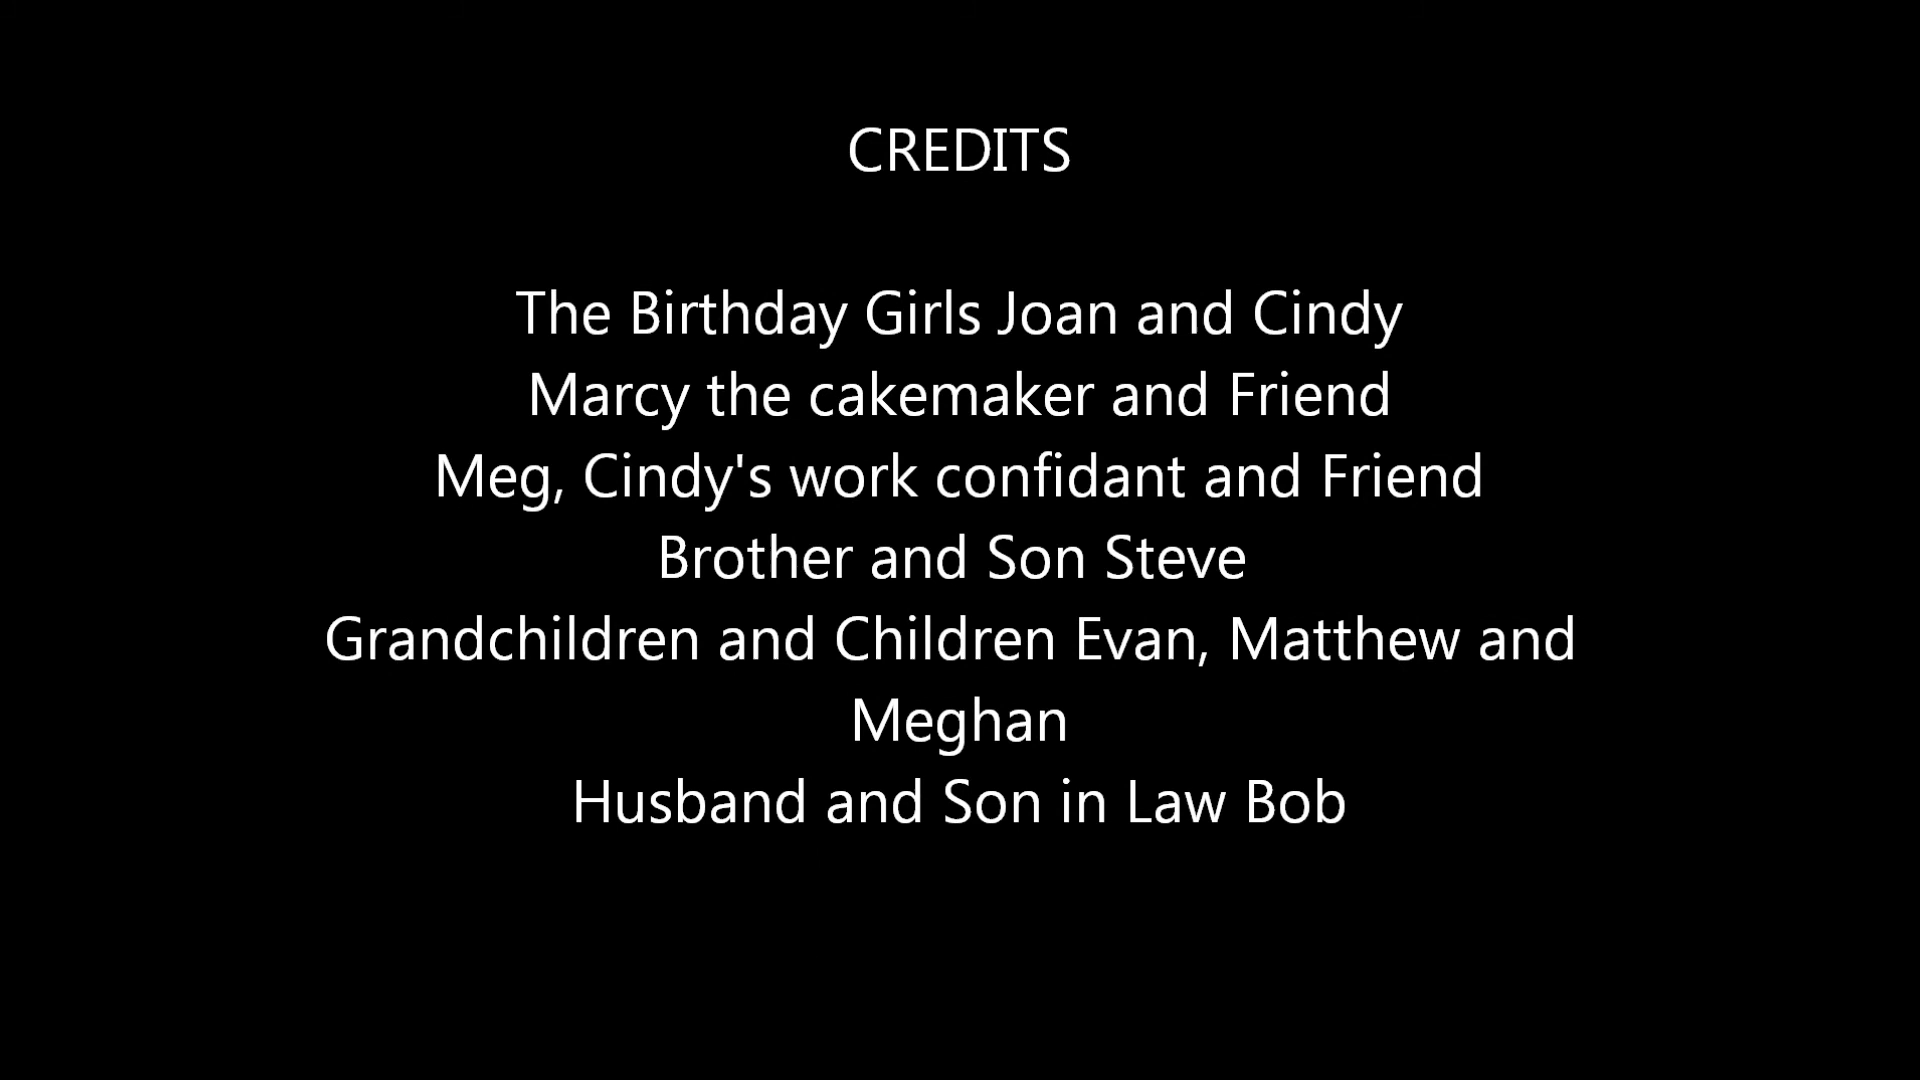 CREDITS
The Birthday Girls Joan and Cindy
Marcy the cakemaker and Friend
Meg, Cindy's work confidant and Friend
Brother and Son Steve
Grandchildren and Children Evan, Matthew and
Meghan
Husband and Son in Law Bob